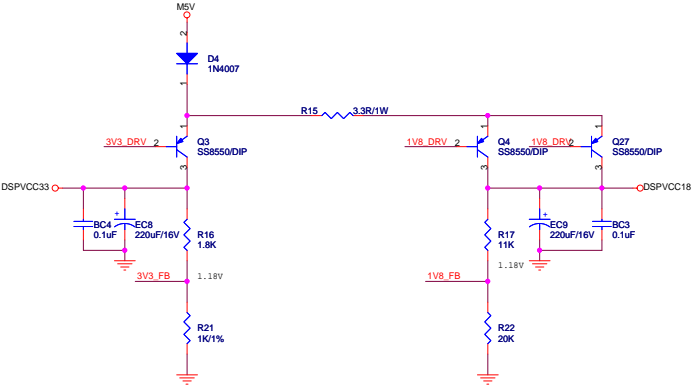 M5V
2
D4
1N4007
1
R15 3.3R/1W
1
1
1
3V3_DRV 2
Q3
SS8550/DIP
1V8_DRV 2
Q4
SS8550/DIP
1V8_DRV 2
Q27
SS8550/DIP
3
3
3
DSPVCC33
DSPVCC18
BC4
0.1uF
+
EC8
220uF/16V
R16
1.8K
R17
11K
+
EC9
220uF/16V
BC3
0.1uF
3V3_FB
1.18V
1V8_FB
1.18V
R21
1K/1%
R22
20K